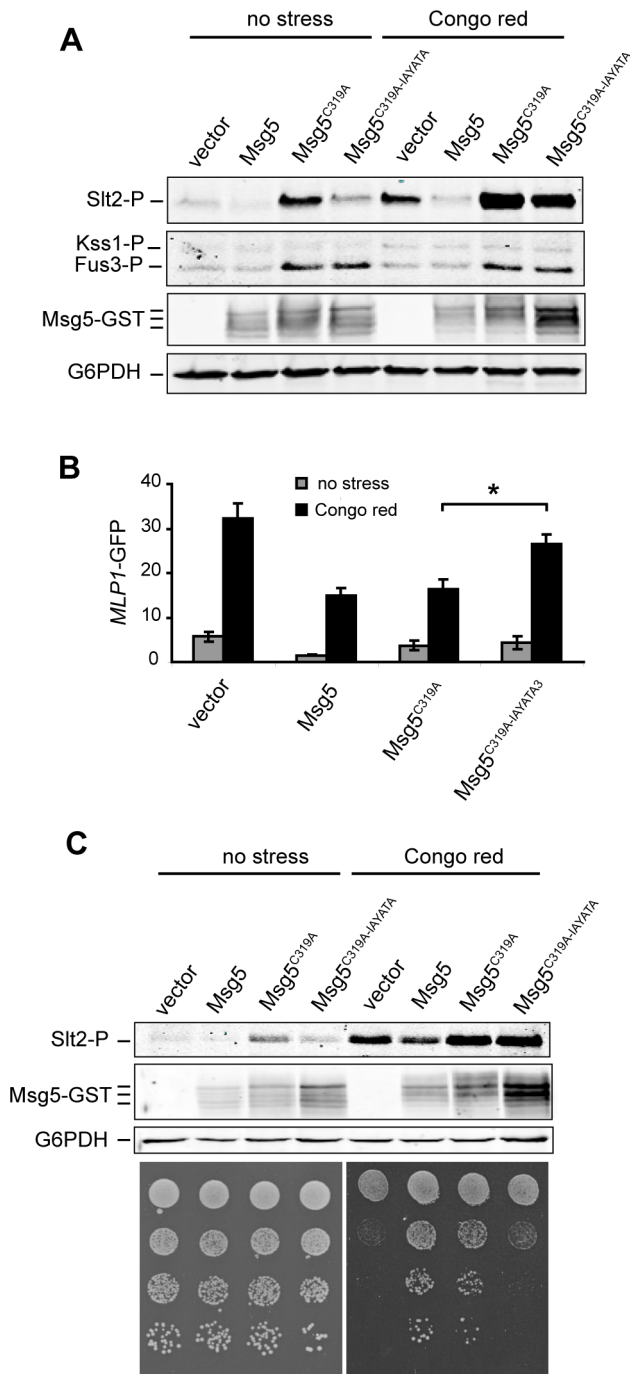 A
no stress Congo red
vector Msg5 Msg5C319A Msg5C319A-IAYATA vector Msg5 Msg5C319A Msg5C319A-IAYATA
Slt2-P
Kss1-P
Fus3-P
Msg5-GST
G6PDH
B
MLP1-GFP
40
30
20
10
0
no stress
Congo red
*
vector Msg5 Msg5C319A Msg5C319A-IAYATA3
C
no stress Congo red
vector Msg5 Msg5C319A Msg5C319A-IAYATA vector Msg5 Msg5C319A Msg5C319A-IAYATA
Slt2-P
Msg5-GST
G6PDH